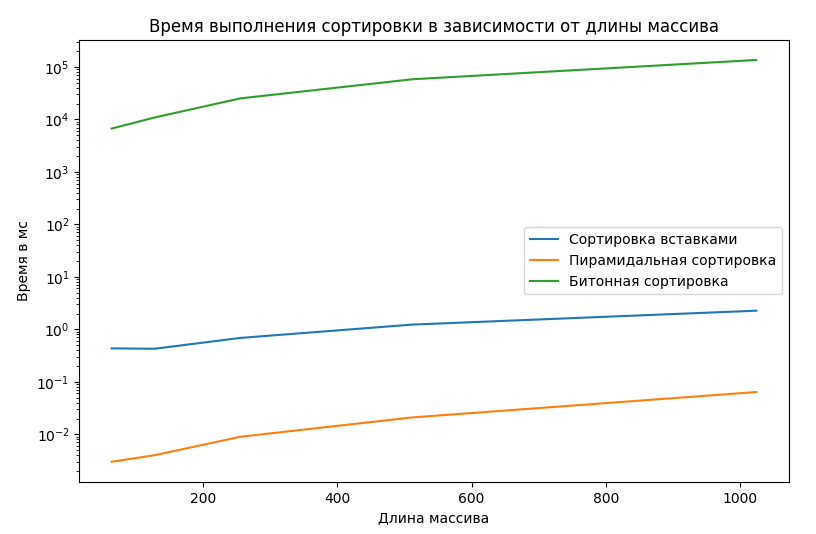 Время выполнения сортировки в зависимости от длины массива
Время в мс
10^5
10^4
10^3
10^2
10^1
10^0
10^-1
10^-2
Сортировка вставками
Пирамидальная сортировка
Битонная сортировка
200 400 600 800 1000
Длина массива